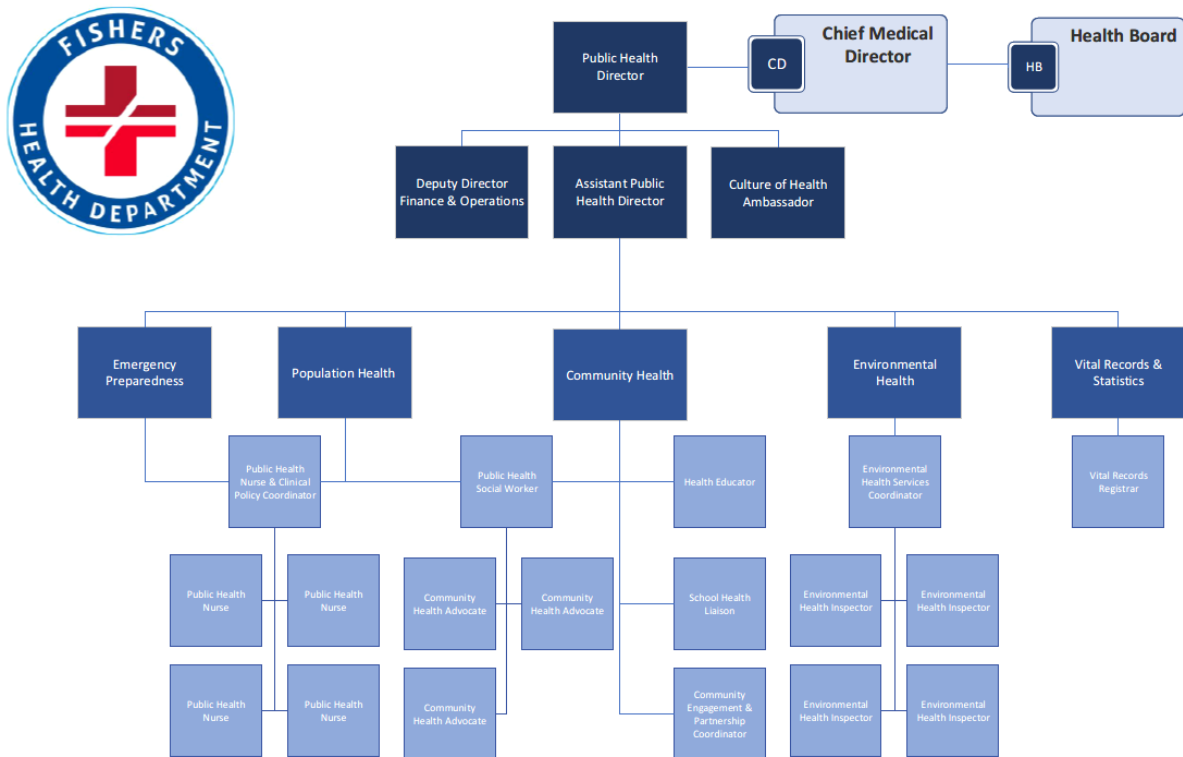 FISHERS
HEALTH DEPARTMENT
Public Health
Director
CD
Chief Medical
Director
HB
Health Board
Deputy Director
Finance & Operations
Assistant Public
Health Director
Culture of Health
Ambassador
Emergency
Preparedness
Population Health
Community Health
Environmental
Health
Vital Records &
Statistics
Public Health
Nurse & Clinical
Policy Coordinator
Public Health
Social Worker
Health Educator
Environmental
Health Services
Coordinator
Vital Records
Registrar
Public Health
Nurse
Public Health
Nurse
Community
Health Advocate
Community
Health Advocate
School Health
Liaison
Environmental
Health Inspector
Environmental
Health Inspector
Public Health
Nurse
Public Health
Nurse
Community
Health Advocate
Community
Engagement &
Partnership
Coordinator
Environmental
Health Inspector
Environmental
Health Inspector